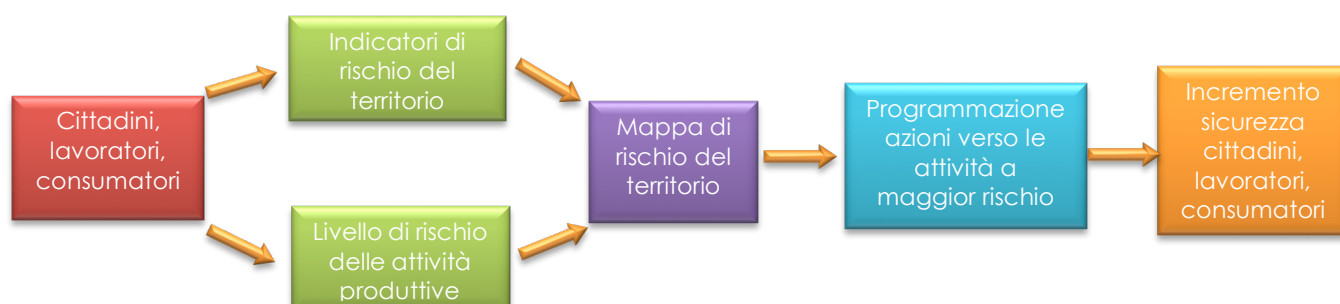 Cittadini,
lavoratori,
consumatori
Indicatori di
rischio del
territorio
Livello di rischio
delle attività
produttive
Mappa di
rischio del
territorio
Programmazione
azioni verso le
attività a
maggior rischio
Incremento
sicurezza
cittadini,
lavoratori,
consumatori